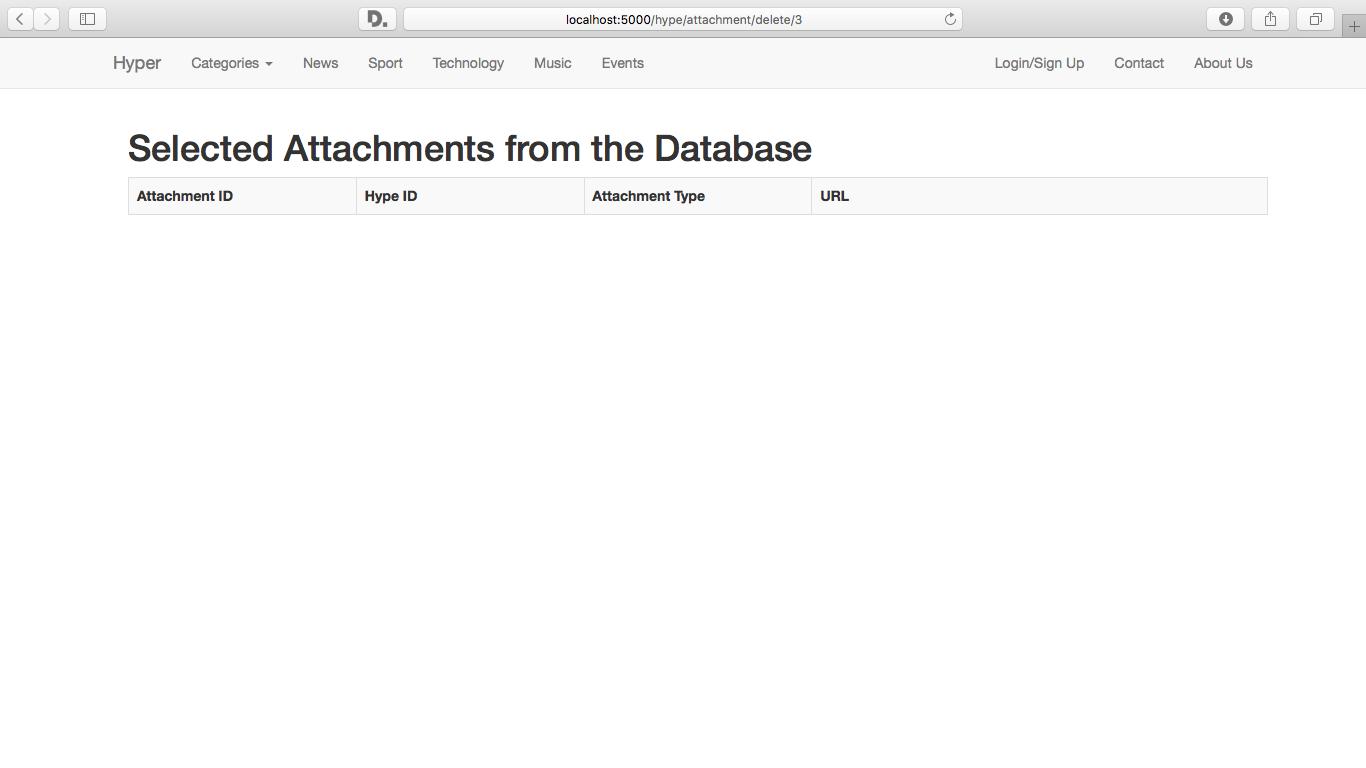 D. localhost:5000/hype/attachment/delete/3
Hyper Categories News Sport Technology Music Events Login/Sign Up Contact About Us
Selected Attachments from the Database
Attachment ID Hype ID Attachment Type URL